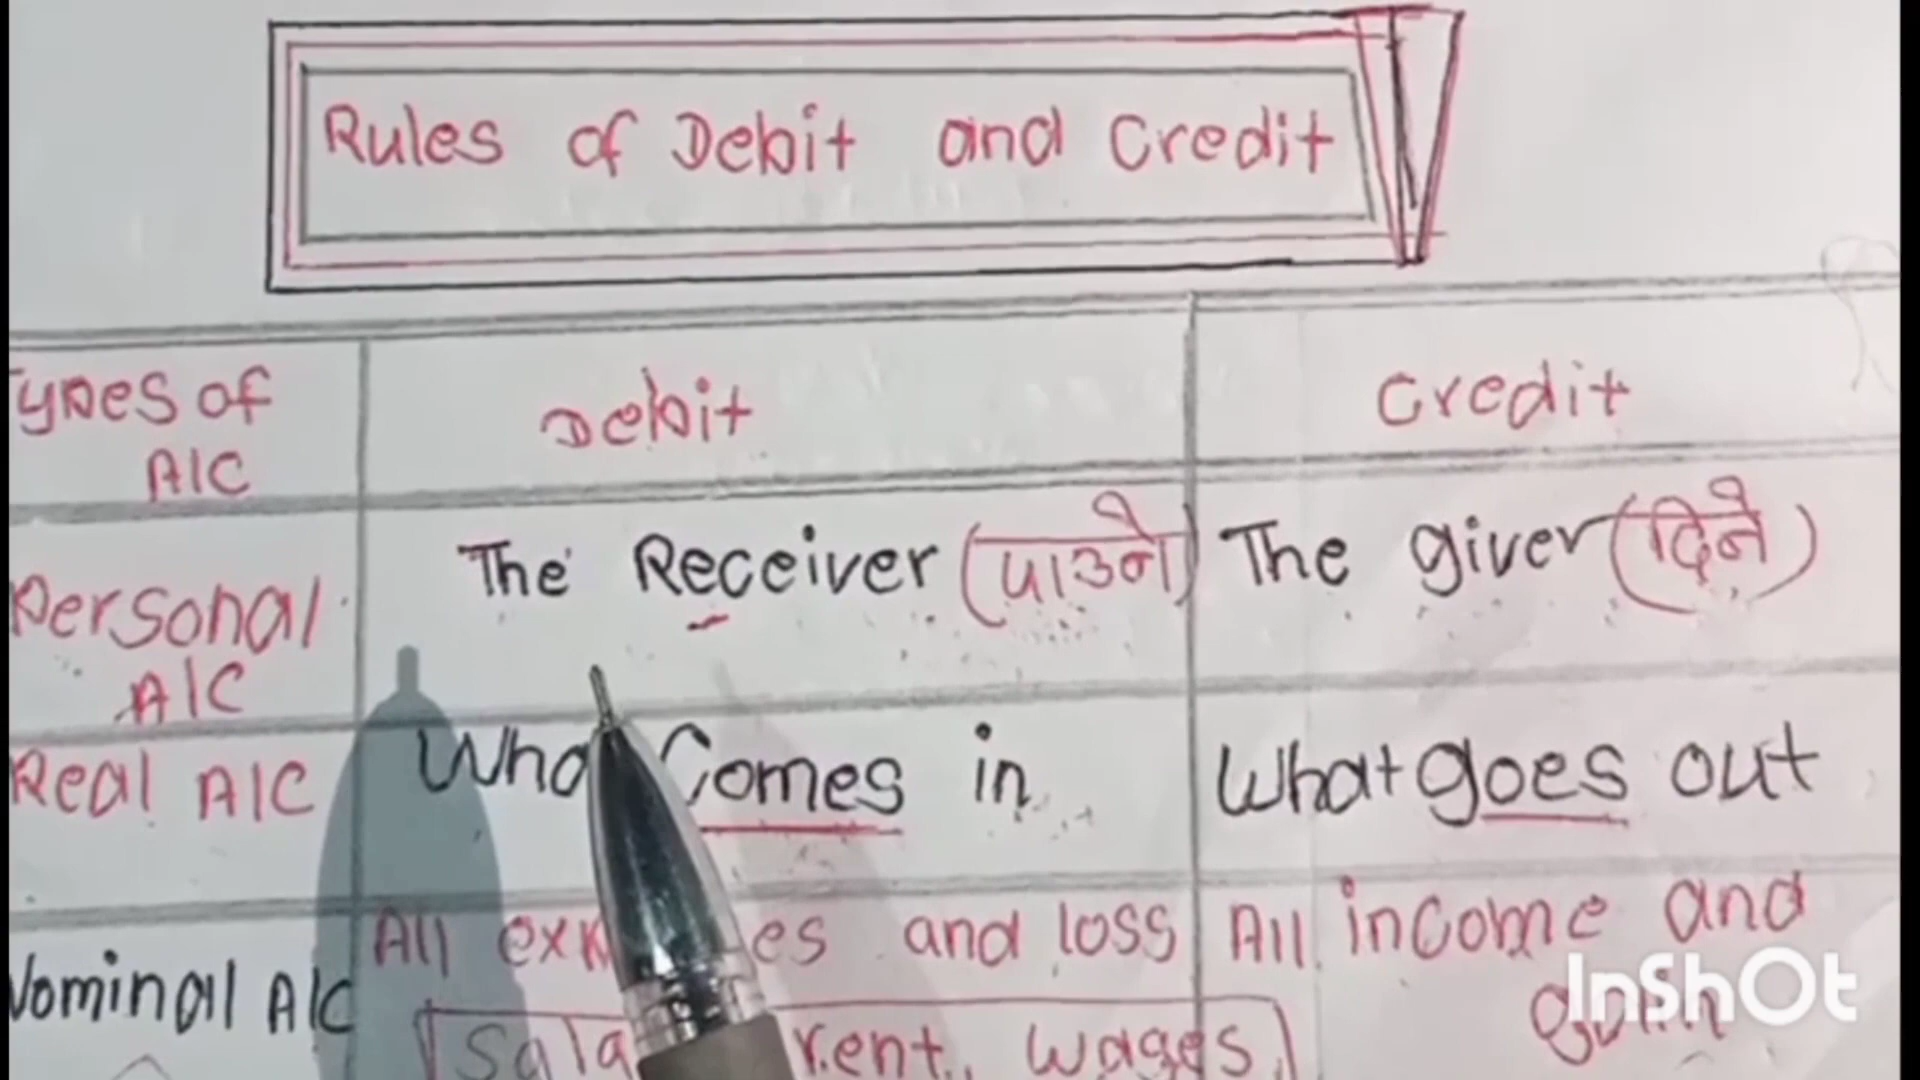 Rules of Debit and Credit
Types of A/C
Debit
Credit
Personal A/C
The Receiver (पाउने)
The giver (दिने)
Real A/C
Comes in
What goes out
Nominal A/C
All and loss
All income and gain
rent, wages,
InShOt